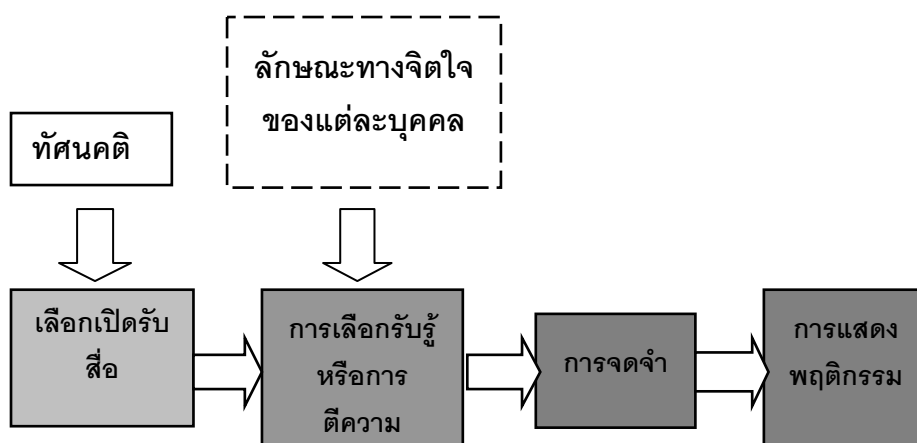 ลักษณะทางจิตใจ
ของแต่ละบุคคล
ทัศนคติ
เลือกเปิดรับ
สื่อ
การเลือกรับรู้
หรือการ
ตีความ
การจดจำ
การแสดง
พฤติกรรม